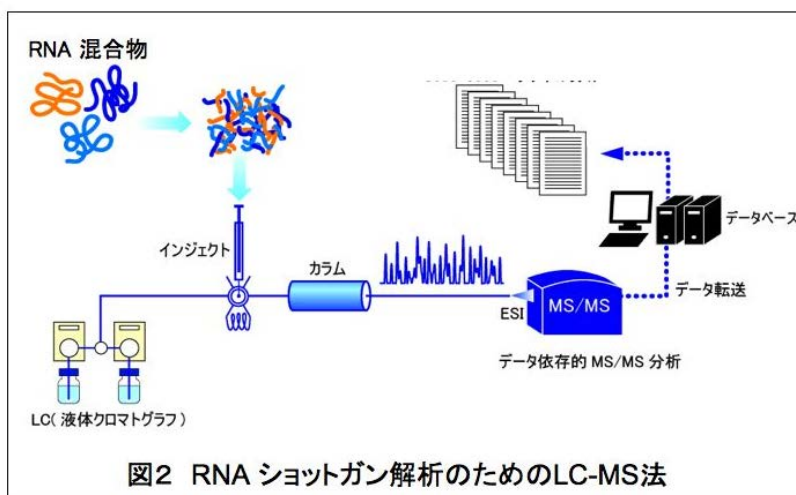 RNA 混合物
インジェクト
カラム
ESI
MS/MS
データベース
データ転送
データ依存的 MS/MS 分析
LC( 液体クロマトグラフ )
図2 RNA ショットガン解析のためのLC-MS法